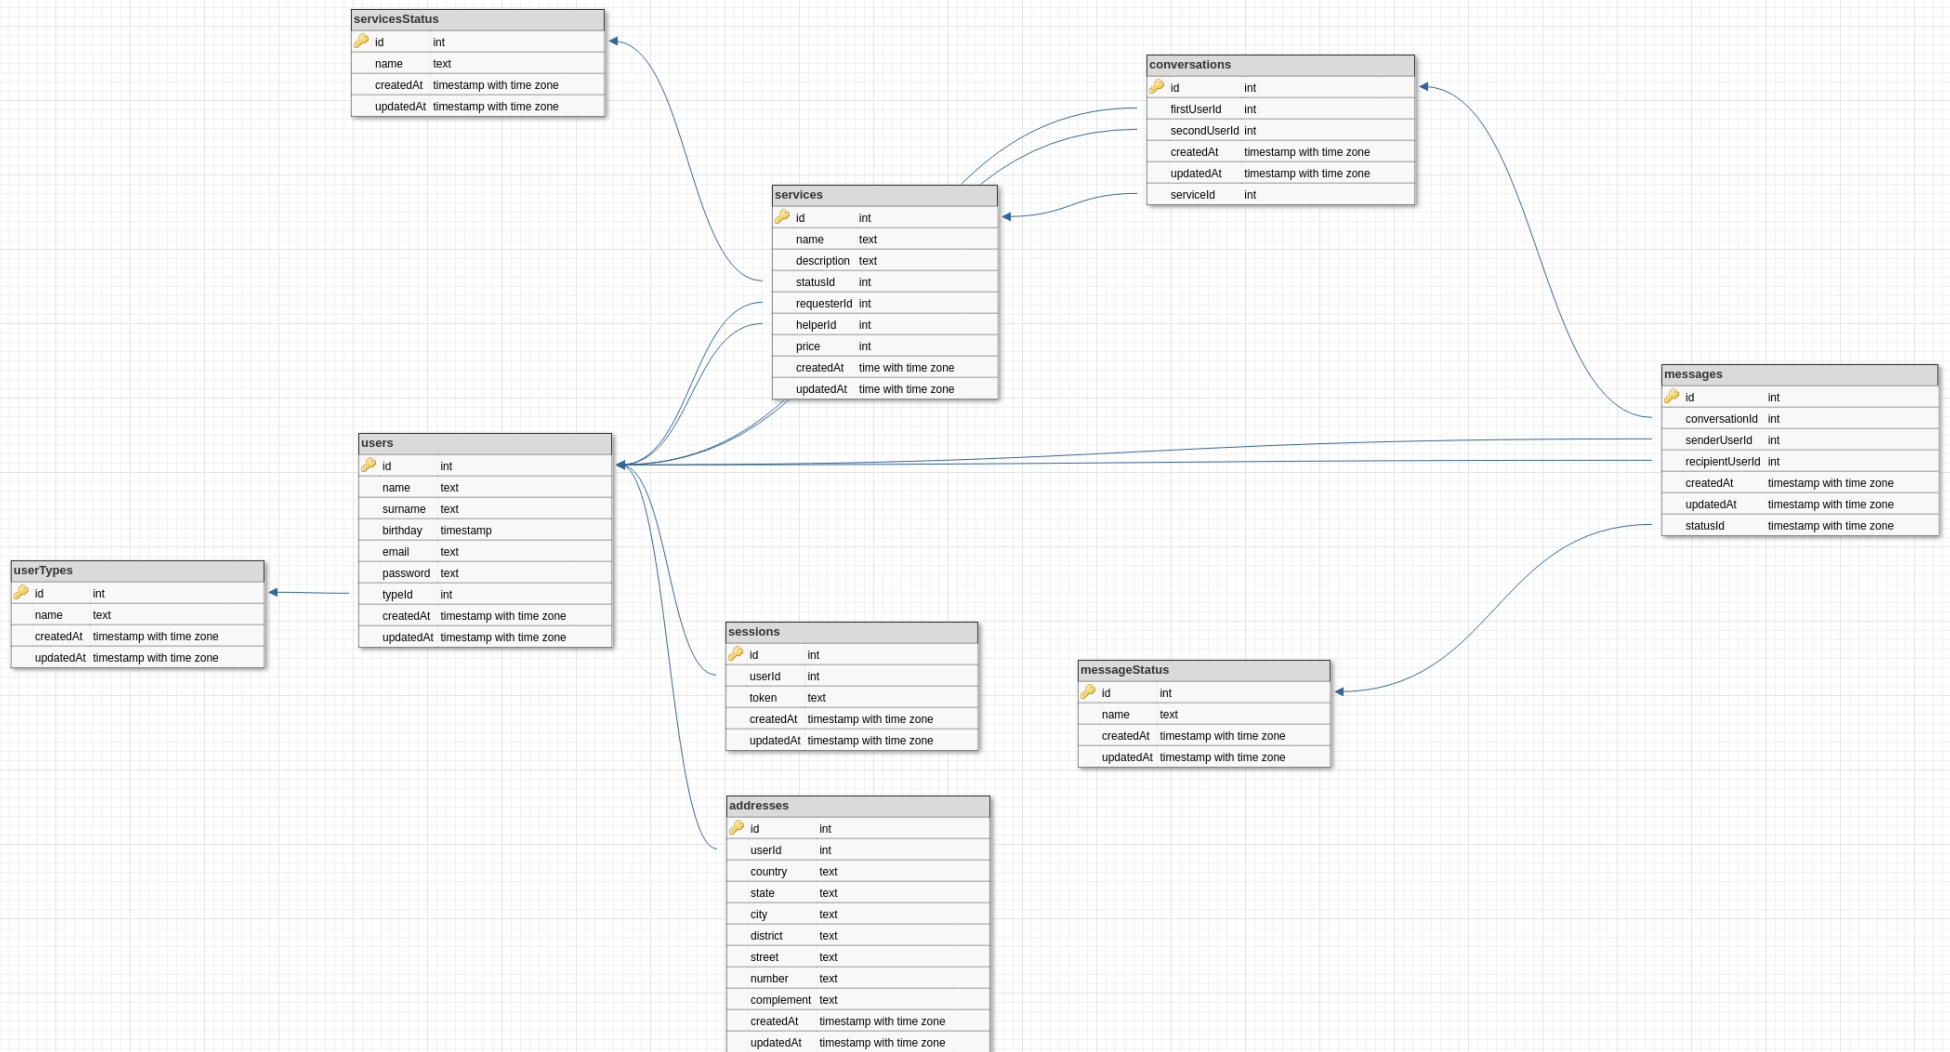 servicesStatus
id int
name text
createdAt timestamp with time zone
updatedAt timestamp with time zone
conversations
id int
firstUserId int
secondUserId int
createdAt timestamp with time zone
updatedAt timestamp with time zone
serviceId int
services
id int
name text
description text
statusId int
requesterId int
helperId int
price int
createdAt time with time zone
updatedAt time with time zone
messages
id int
conversationId int
senderUserId int
recipientUserId int
createdAt timestamp with time zone
updatedAt timestamp with time zone
statusId timestamp with time zone
users
id int
name text
surname text
birthday timestamp
email text
password text
typeId int
createdAt timestamp with time zone
updatedAt timestamp with time zone
userTypes
id int
name text
createdAt timestamp with time zone
updatedAt timestamp with time zone
sessions
id int
userId int
token text
createdAt timestamp with time zone
updatedAt timestamp with time zone
messageStatus
id int
name text
createdAt timestamp with time zone
updatedAt timestamp with time zone
addresses
id int
userId int
country text
state text
city text
district text
street text
number text
complement text
createdAt timestamp with time zone
updatedAt timestamp with time zone